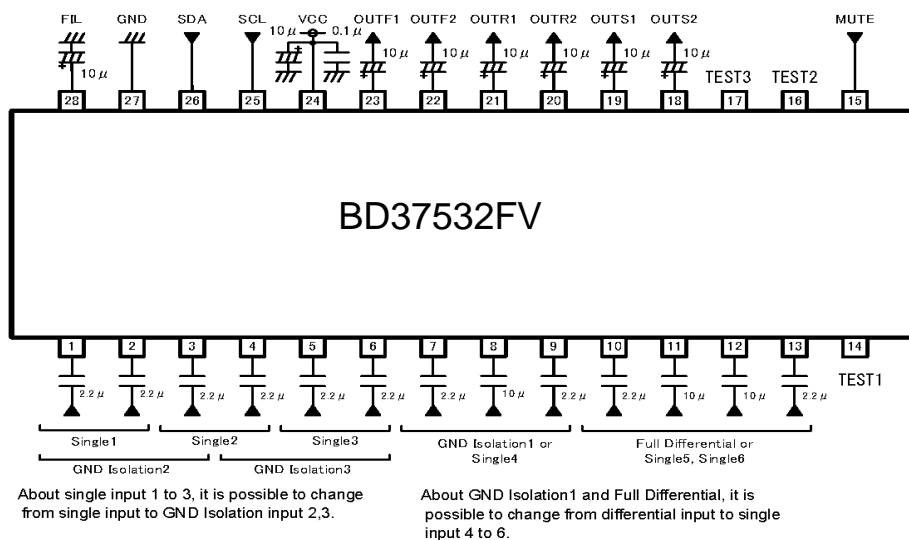 FIL GND SDA SCL VCC OUTF1 OUTF2 OUTR1 OUTR2 OUTS1 OUTS2 MUTE
10μ 0.1μ
10μ 10μ 10μ 10μ 10μ 10μ 10μ TEST3 TEST2
28 27 26 25 24 23 22 21 20 19 18 17 16 15
BD37532FV
1 2 3 4 5 6 7 8 9 10 11 12 13 14
TEST1
2.2μ 2.2μ 2.2μ 2.2μ 2.2μ 2.2μ 2.2μ 10μ 2.2μ 2.2μ 10μ 10μ 2.2μ
Single1 Single2 Single3 GND Isolation1 or Full Differential or
Single4 Single5, Single6
GND Isolation2 GND Isolation3
About single input 1 to 3, it is possible to change
from single input to GND Isolation input 2,3.
About GND Isolation1 and Full Differential, it is
possible to change from differential input to single
input 4 to 6.